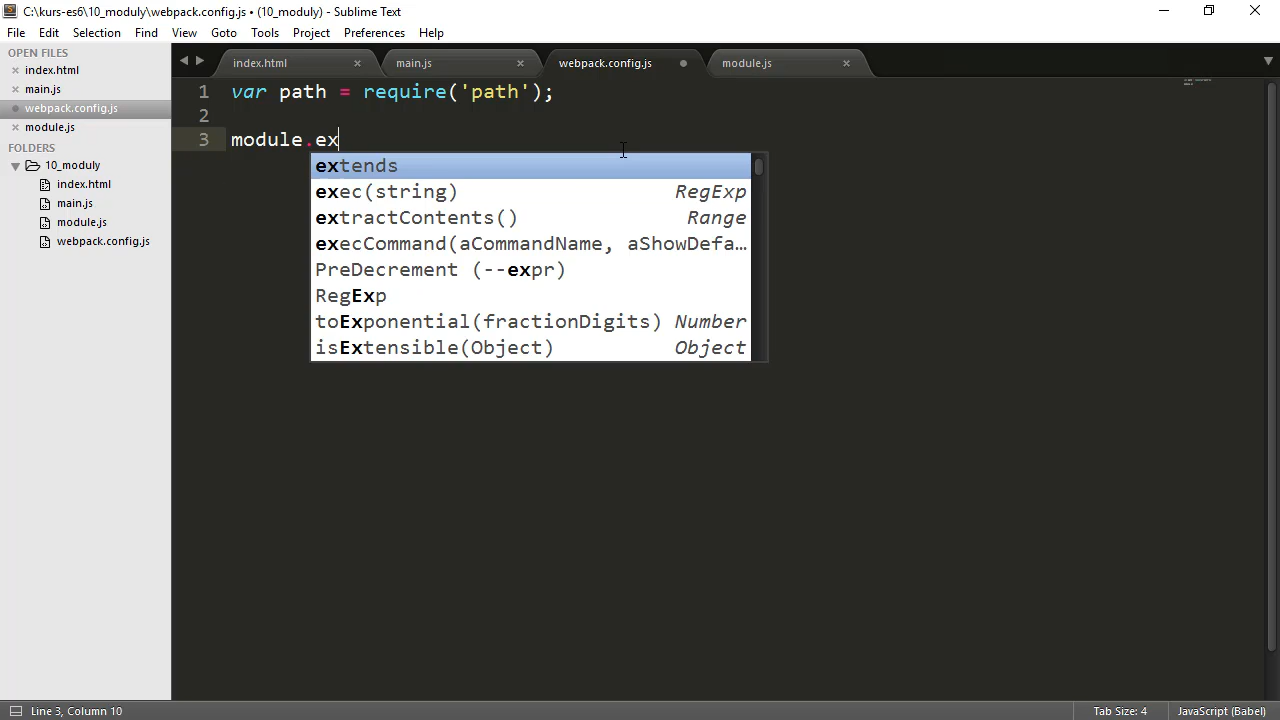 C:\kurs-es6\10_moduly\webpack.config.js • (10_moduly) - Sublime Text
File Edit Selection Find View Goto Tools Project Preferences Help
OPEN FILES
index.html
main.js
webpack.config.js
module.js
FOLDERS
10_moduly
index.html
main.js
module.js
webpack.config.js
index.html main.js webpack.config.js module.js
1 var path = require('path');
2
3 module.ex
extends
exec(string) RegExp
extractContents() Range
execCommand(aCommandName, aShowDefa…
PreDecrement (--expr)
RegExp
toExponential(fractionDigits) Number
isExtensible(Object) Object
Line 3, Column 10 Tab Size: 4 JavaScript (Babel)